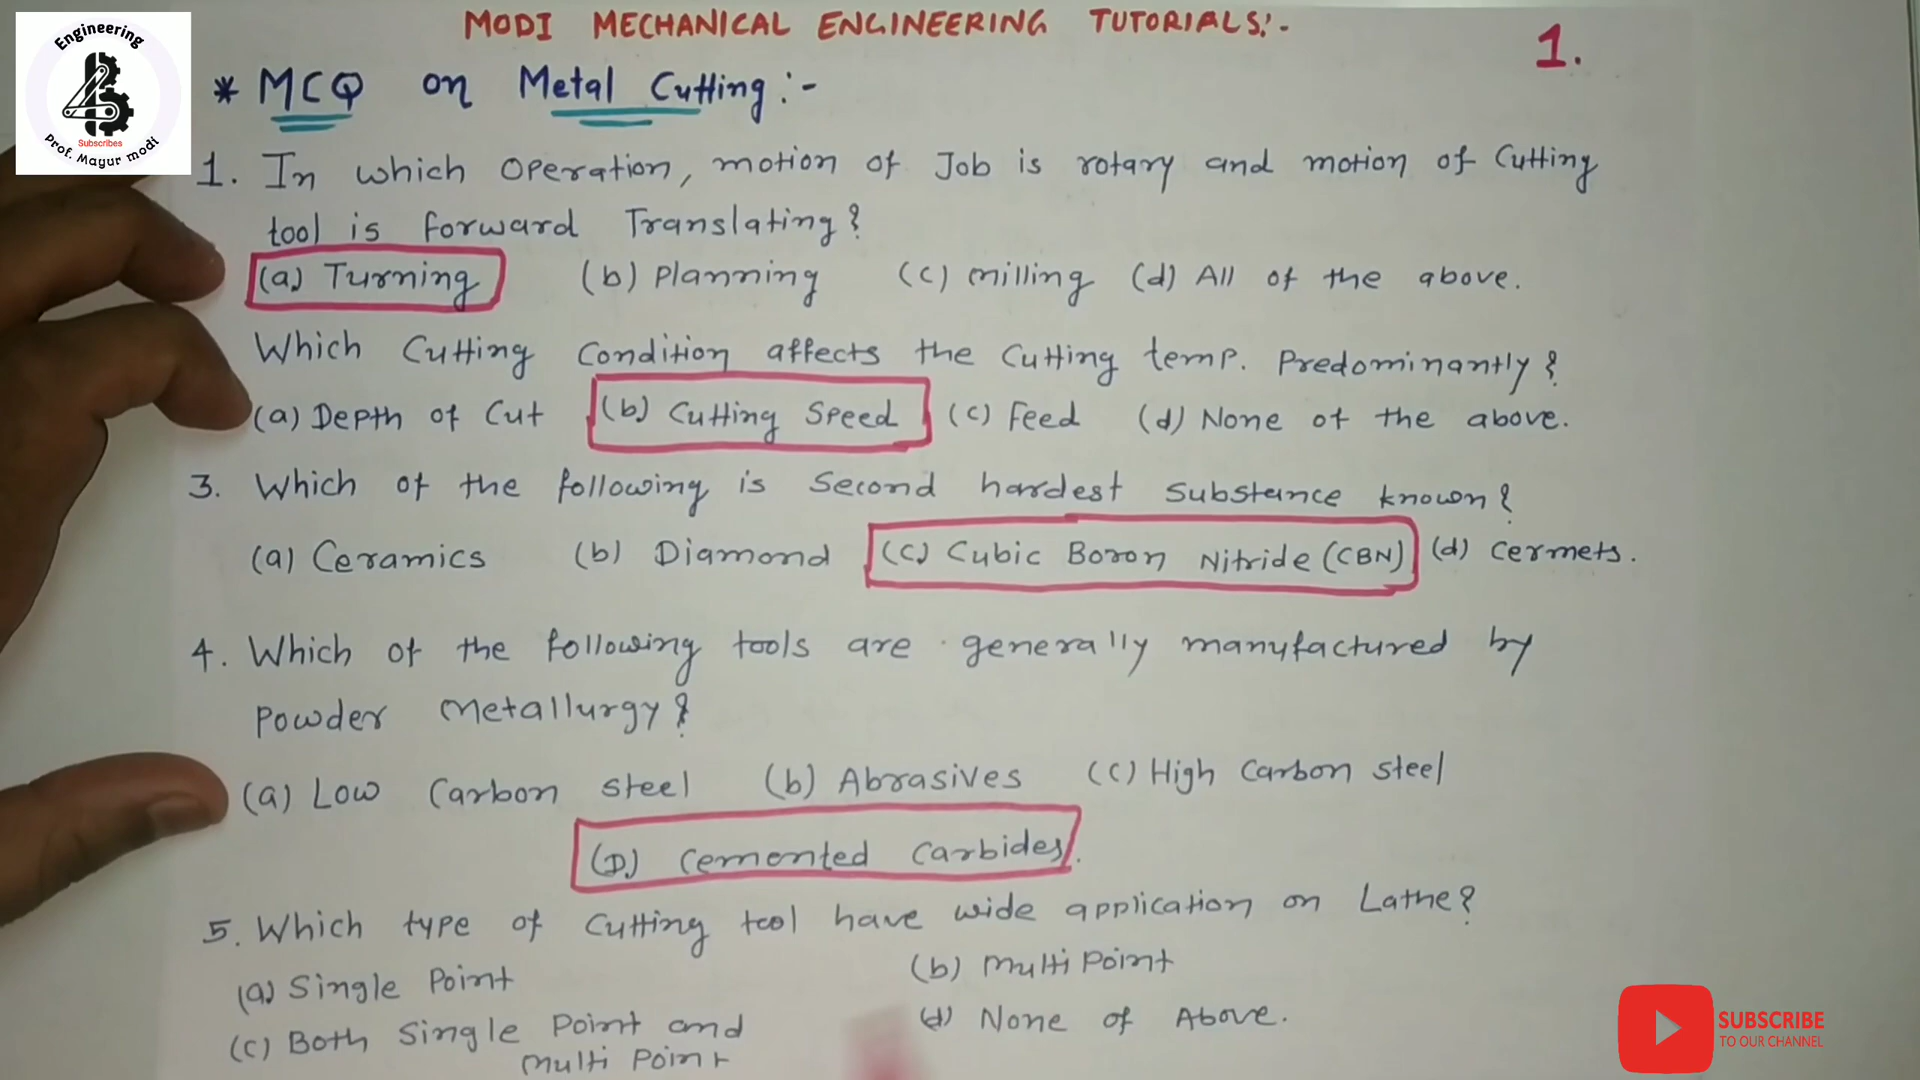 MODI MECHANICAL ENGINEERING TUTORIALS:-
1.
Engineering
Subscribes
Prof. Mayur modi
* MCQ on Metal Cutting :-
1. In which operation, motion of Job is rotary and motion of Cutting
tool is forward Translating?
(a) Turning (b) Planning (c) milling (d) All of the above.
Which Cutting Condition affects the Cutting temp. Predominantly?
(a) Depth of Cut (b) Cutting Speed (c) Feed (d) None of the above.
3. Which of the following is Second hardest Substance known?
(a) Ceramics (b) Diamond (c) Cubic Boron Nitride (CBN) (d) Cermets.
4. Which of the following tools are generally manufactured by
Powder Metallurgy?
(a) Low Carbon steel (b) Abrasives (c) High Carbon steel
(D) Cemented Carbides.
5. Which type of Cutting tool have wide application on Lathe?
(a) Single Point (b) Multi Point
(c) Both Single Point and (d) None of Above.
Multi Point
SUBSCRIBE
TO OUR CHANNEL